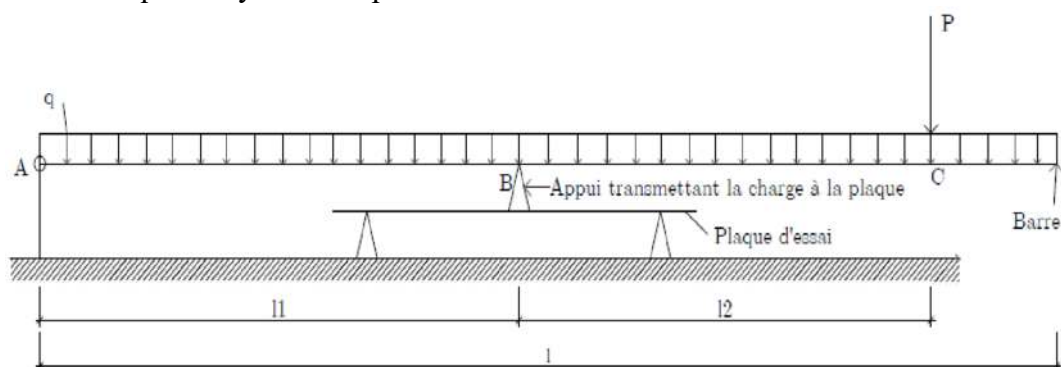 P
q
A
B
Appui transmettant la charge à la plaque
C
Barre
Plaque d'essai
l1
l2
l